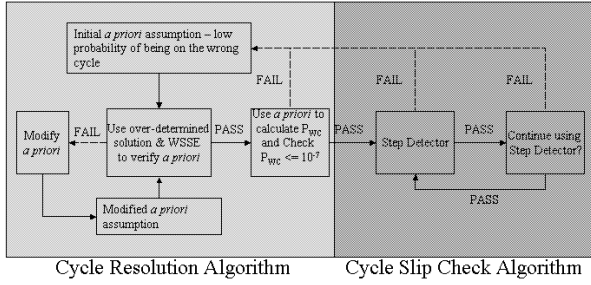 Initial a priori assumption – low
probability of being on the wrong
cycle
FAIL
FAIL
FAIL
Modify
a priori
FAIL
Use over-determined
solution & WSSE
to verify a priori
PASS
Use a priori to
calculate PWC
and Check
PWC <= 10-7
PASS
Step Detector
PASS
Continue using
Step Detector?
PASS
Modified a priori
assumption
Cycle Resolution Algorithm
Cycle Slip Check Algorithm